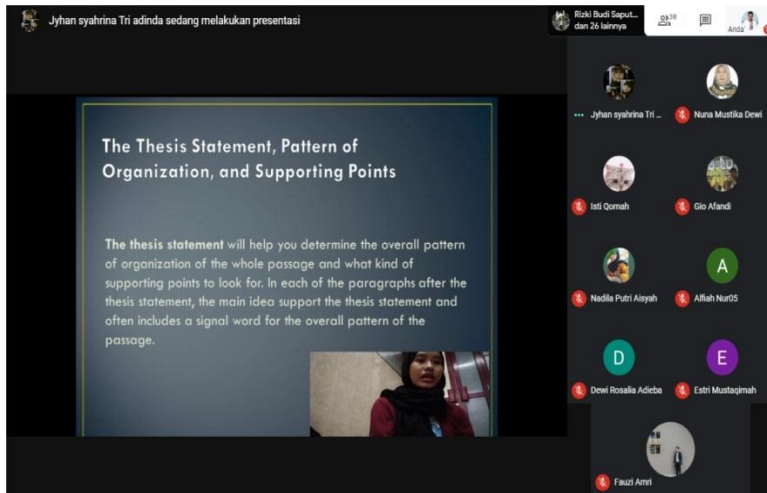 Jyhan syahrina Tri adinda sedang melakukan presentasi
Rizki Budi Saput...
dan 26 lainnya
38
Anda
The Thesis Statement, Pattern of
Organization, and Supporting Points
The thesis statement will help you determine the overall pattern
of organization of the whole passage and what kind of
supporting points to look for. In each of the paragraphs after the
thesis statement, the main idea support the thesis statement and
often includes a signal word for the overall pattern of the
passage.
Jyhan syahrina Tri ...
Nuna Mustika Dewi
Isti Qomah
Gio Afandi
Nadila Putri Aisyah
A
Alfiah Nur05
D
Dewi Rosalia Adieba
E
Estri Mustaqimah
Fauzi Amri